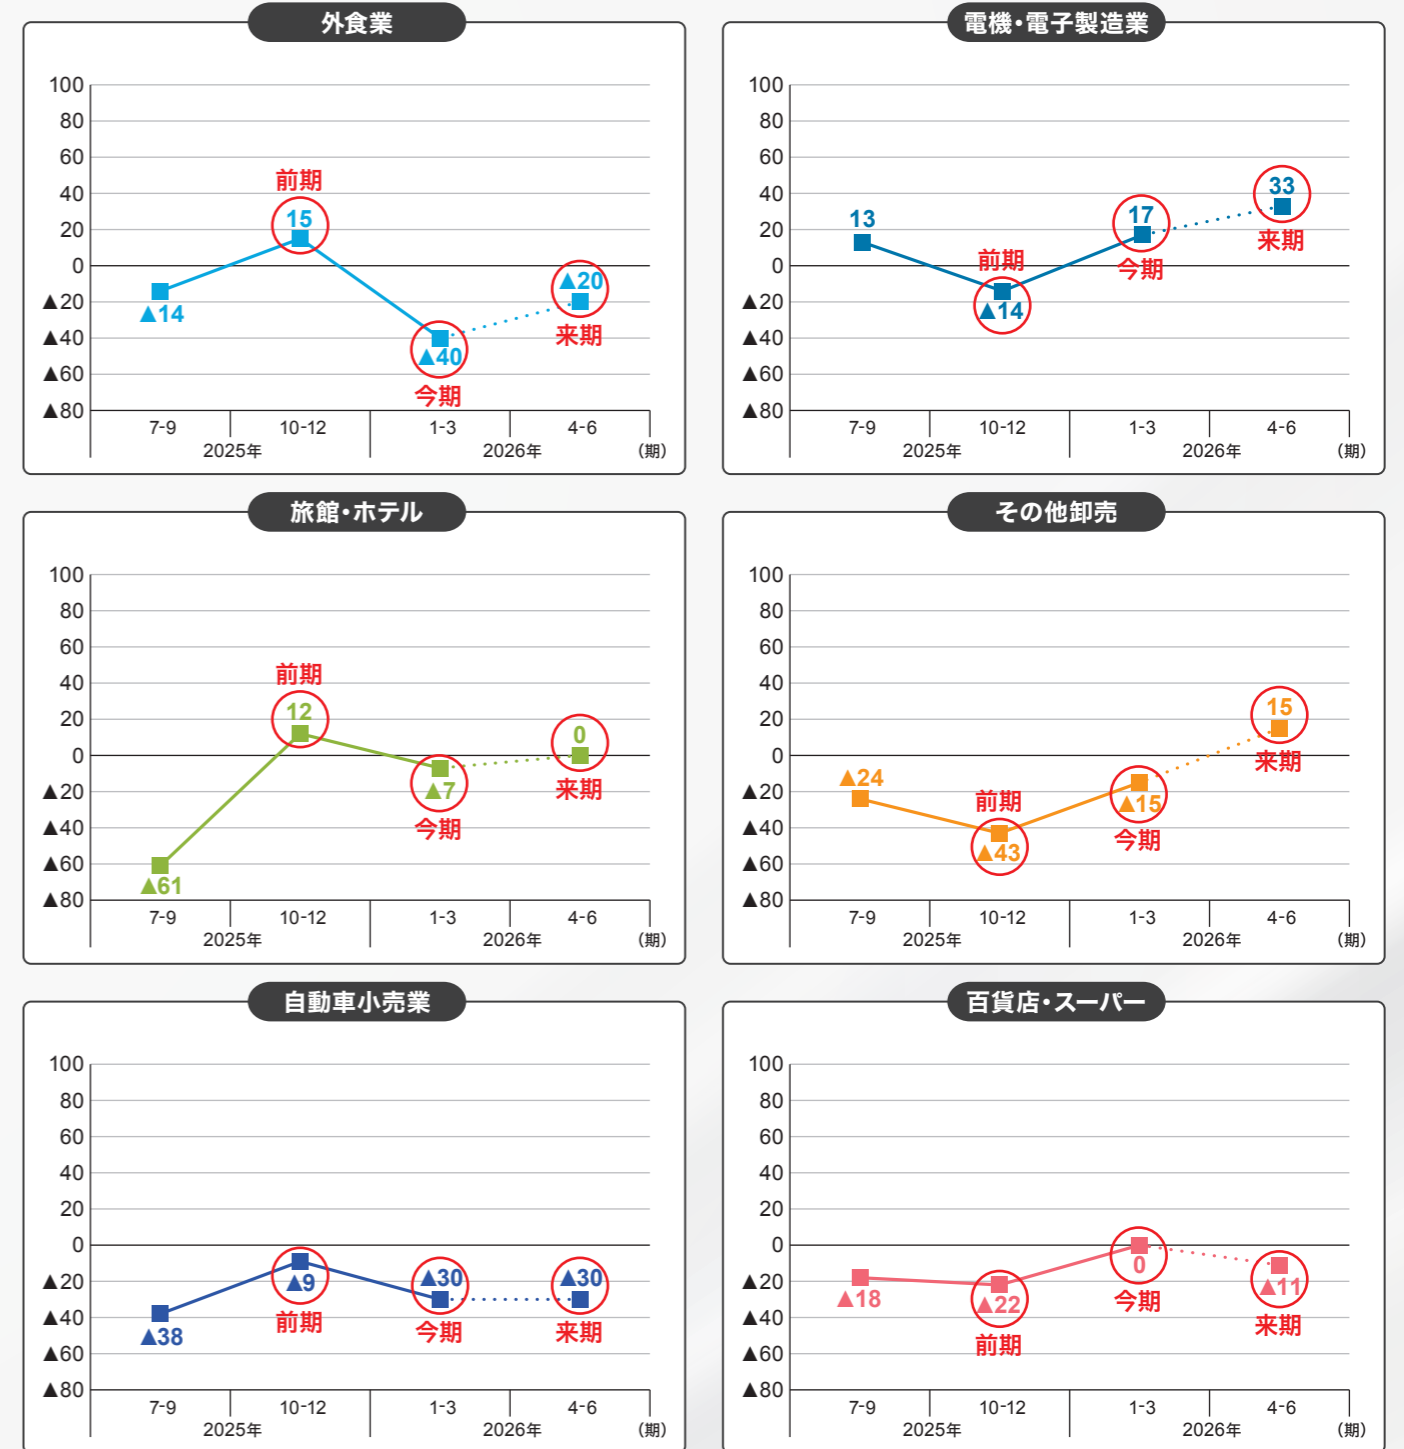 外食業
100
80
60
40
20
0
▲20
▲40
▲60
▲80
▲14
前期
15
▲40
今期
▲20
来期
7-9 10-12 1-3 4-6
2025年 2026年 (期)
電機・電子製造業
100
80
60
40
20
0
▲20
▲40
▲60
▲80
13
前期
▲14
17
今期
33
来期
7-9 10-12 1-3 4-6
2025年 2026年 (期)
旅館・ホテル
100
80
60
40
20
0
▲20
▲40
▲60
▲80
▲61
前期
12
▲7
今期
0
来期
7-9 10-12 1-3 4-6
2025年 2026年 (期)
その他卸売
100
80
60
40
20
0
▲20
▲40
▲60
▲80
▲24
前期
▲43
▲15
今期
15
来期
7-9 10-12 1-3 4-6
2025年 2026年 (期)
自動車小売業
100
80
60
40
20
0
▲20
▲40
▲60
▲80
▲38
▲9
前期
▲30
今期
▲30
来期
7-9 10-12 1-3 4-6
2025年 2026年 (期)
百貨店・スーパー
100
80
60
40
20
0
▲20
▲40
▲60
▲80
▲18
▲22
前期
0
今期
▲11
来期
7-9 10-12 1-3 4-6
2025年 2026年 (期)